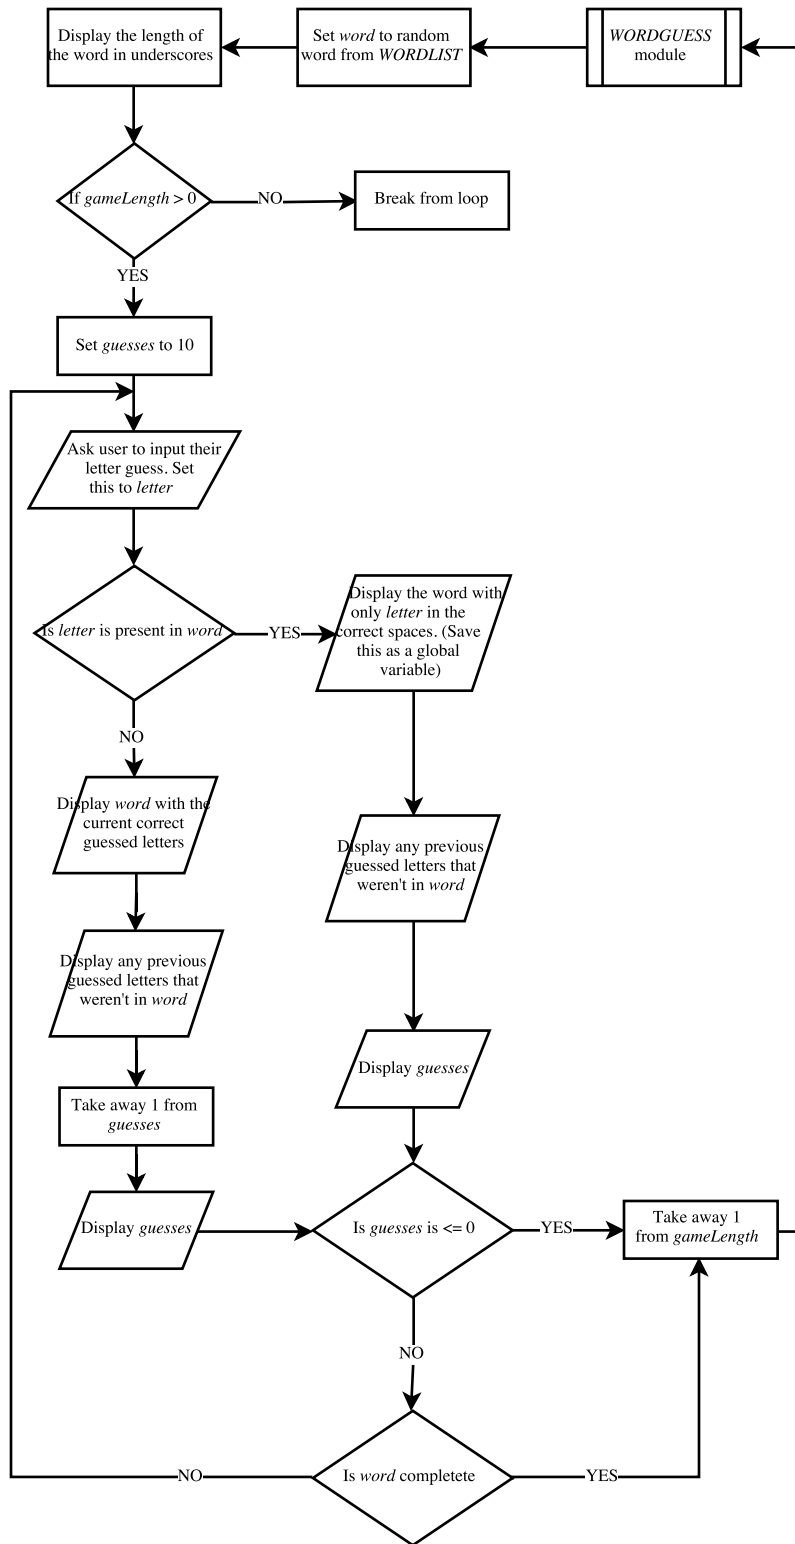 Display the length of
the word in underscores
Set word to random
word from WORDLIST
WORDGUESS
module
If gameLength > 0
NO
Break from loop
YES
Set guesses to 10
Ask user to input their
letter guess. Set
this to letter
Is letter is present in word
YES
Display the word with
only letter in the
correct spaces. (Save
this as a global
variable)
NO
Display word with the
current correct
guessed letters
Display any previous
guessed letters that
weren't in word
Display any previous
guessed letters that
weren't in word
Take away 1 from
guesses
Display guesses
Display guesses
Is guesses is <= 0
YES
Take away 1
from gameLength
NO
Is word completete
NO
YES